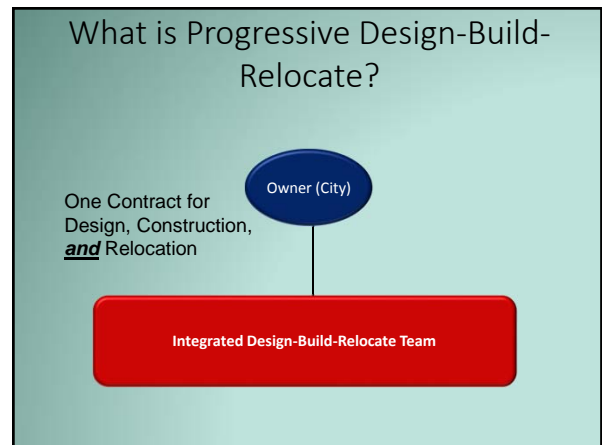 What is Progressive Design-Build-
Relocate?
Owner (City)
One Contract for
Design, Construction,
and Relocation
Integrated Design-Build-Relocate Team